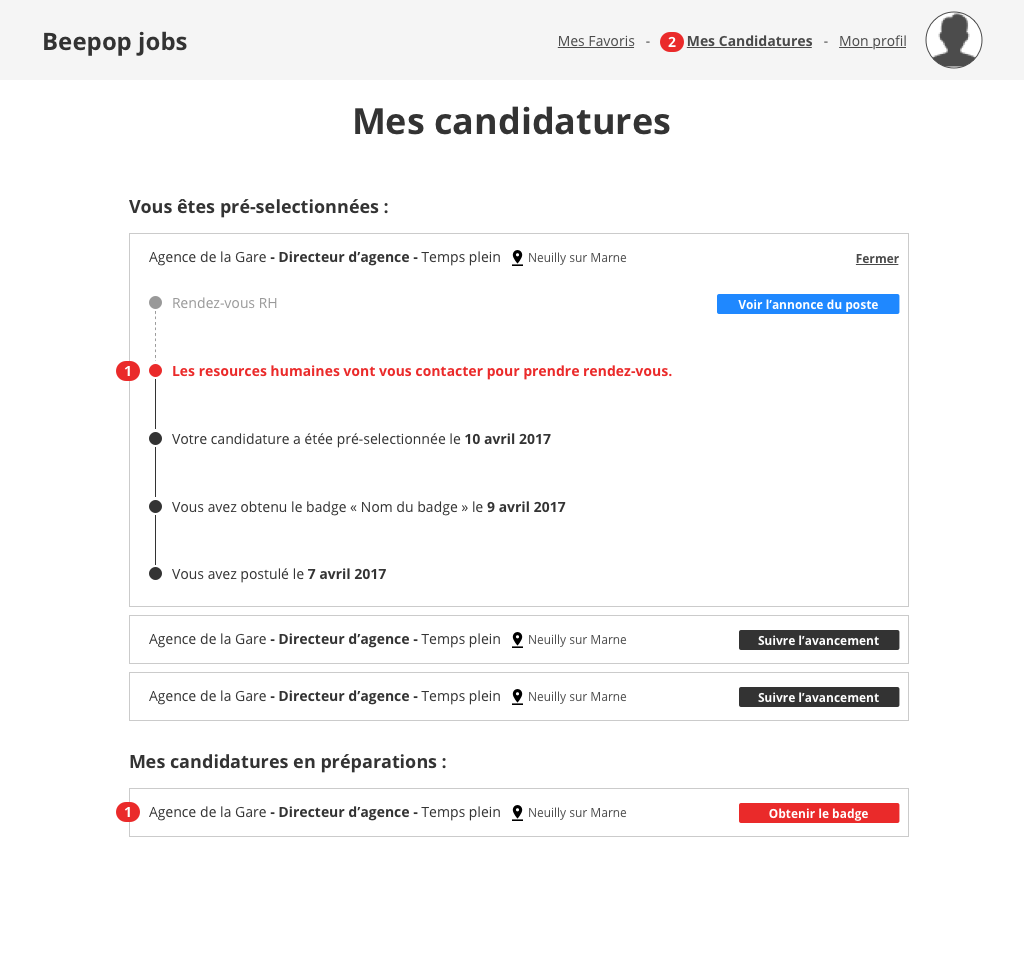 Beepop jobs
Mes Favoris - 2 Mes Candidatures - Mon profil
Mes candidatures
Vous êtes pré-selectionnées :
Agence de la Gare - Directeur d’agence - Temps plein Neuilly sur Marne Fermer
Rendez-vous RH Voir l’annonce du poste
1 Les resources humaines vont vous contacter pour prendre rendez-vous.
Votre candidature a étée pré-selectionnée le 10 avril 2017
Vous avez obtenu le badge « Nom du badge » le 9 avril 2017
Vous avez postulé le 7 avril 2017
Agence de la Gare - Directeur d’agence - Temps plein Neuilly sur Marne Suivre l’avancement
Agence de la Gare - Directeur d’agence - Temps plein Neuilly sur Marne Suivre l’avancement
Mes candidatures en préparations :
1 Agence de la Gare - Directeur d’agence - Temps plein Neuilly sur Marne Obtenir le badge